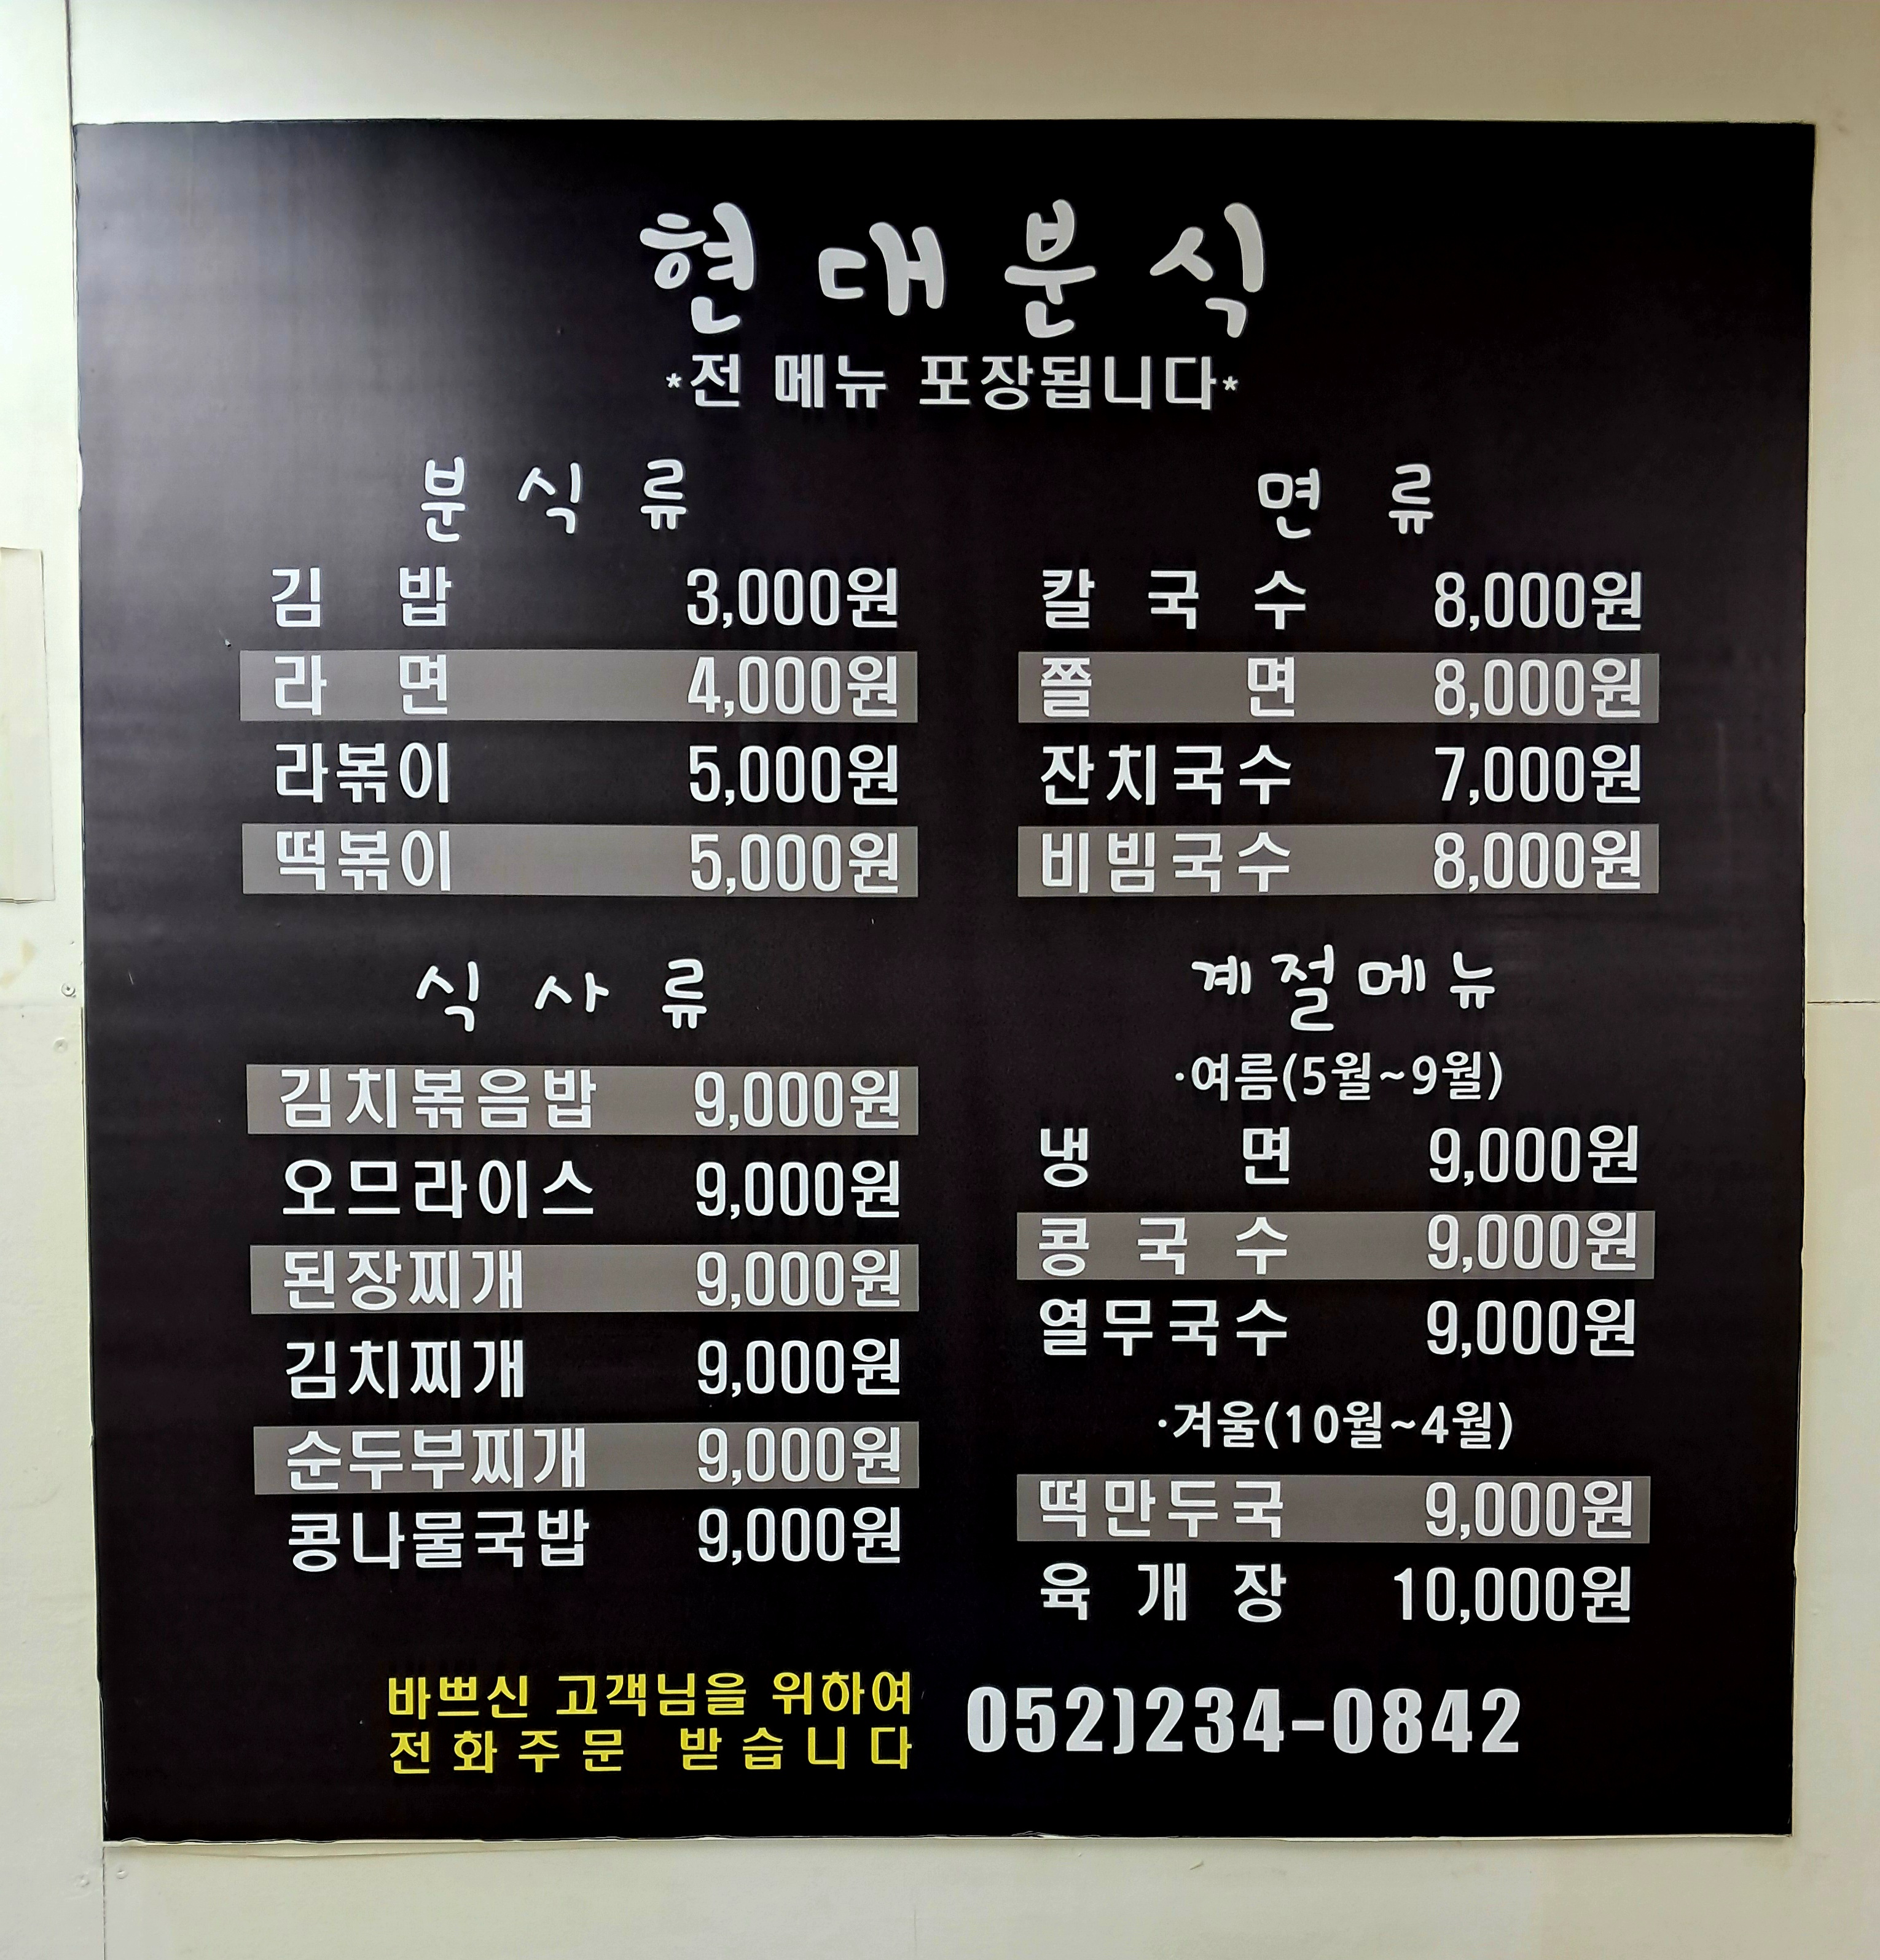 현대분식
*전 메뉴 포장됩니다*
분식류
김밥 3,000원
라면 4,000원
라볶이 5,000원
떡볶이 5,000원
면류
칼국수 8,000원
쫄면 8,000원
잔치국수 7,000원
비빔국수 8,000원
식사류
김치볶음밥 9,000원
오므라이스 9,000원
된장찌개 9,000원
김치찌개 9,000원
순두부찌개 9,000원
콩나물국밥 9,000원
계절메뉴
·여름(5월~9월)
냉면 9,000원
콩국수 9,000원
열무국수 9,000원
·겨울(10월~4월)
떡만두국 9,000원
육개장 10,000원
바쁘신 고객님을 위하여
전화주문 받습니다
052)234-0842